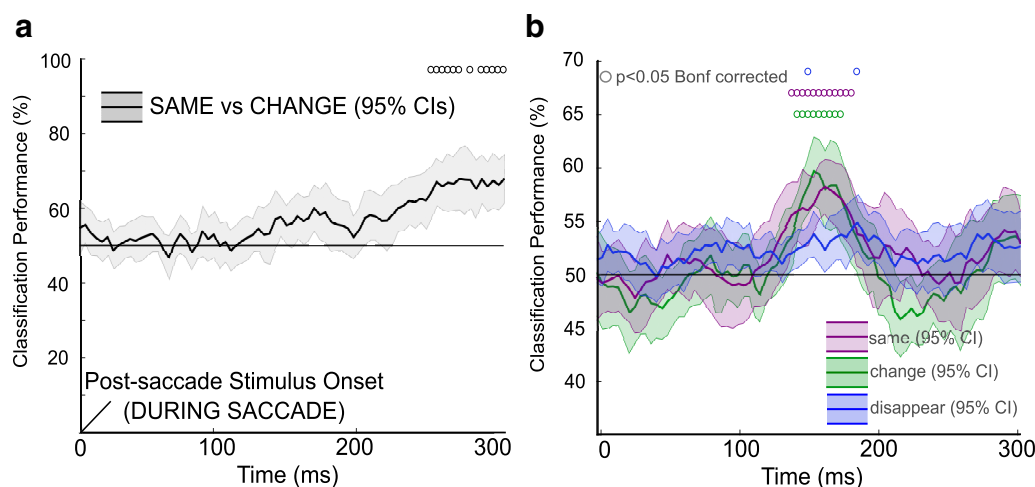 a
Classification Performance (%)
100
80
60
40
20
SAME vs CHANGE (95% CIs)
Post-saccade Stimulus Onset
(DURING SACCADE)
0
100
200
300
Time (ms)
b
Classification Performance (%)
70
65
60
55
50
45
40
p<0.05 Bonf corrected
same (95% CI)
change (95% CI)
disappear (95% CI)
0
100
200
300
Time (ms)